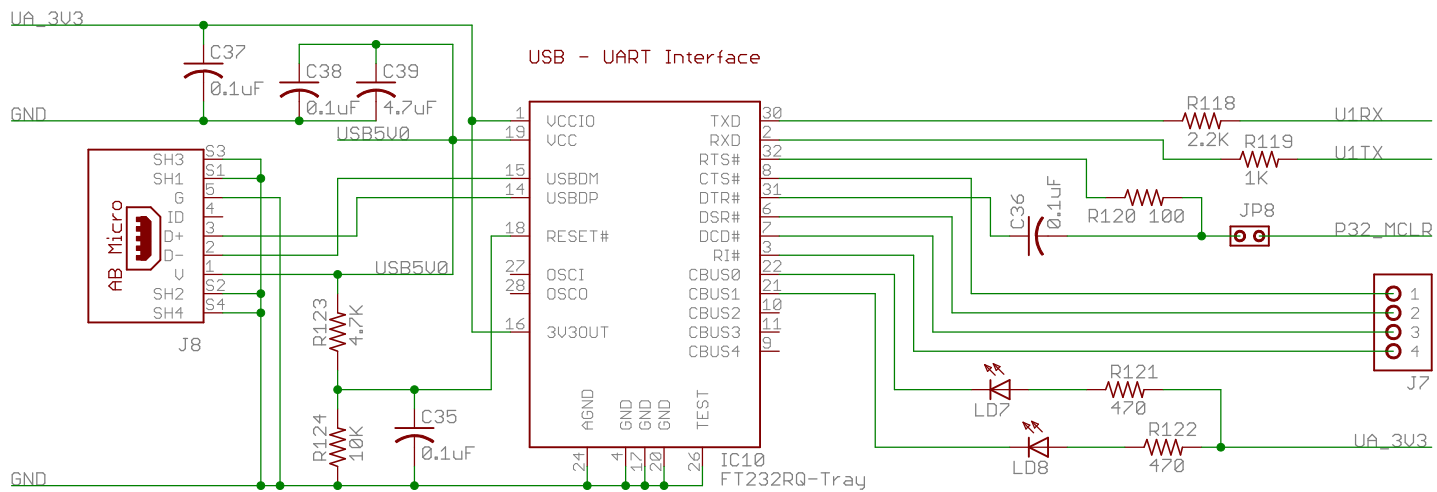 UA_3V3
C37
0.1uF
C38
0.1uF
C39
4.7uF
GND
USB5V0
USB - UART Interface
AB Micro
SH3 S3
SH1 S1
G 5
ID 4
D+ 3
D- 2
V 1
SH2 S2
SH4 S4
J8
USB5V0
R123
4.7K
R124
10K
C35
0.1uF
GND
1 VCCIO
19 VCC
15 USBDM
14 USBDP
18 RESET#
27 OSCI
28 OSCO
16 3V3OUT
TXD 30
RXD 2
RTS# 32
CTS# 8
DTR# 31
DSR# 6
DCD# 7
RI# 3
CBUS0 22
CBUS1 21
CBUS2 10
CBUS3 11
CBUS4 9
AGND 24
GND 4
GND 17
GND 20
TEST 26
IC10
FT232RQ-Tray
R118
2.2K
U1RX
R119
1K
U1TX
C36
0.1uF
R120 100
JP8
P32_MCLR
1
2
3
4
J7
LD7
R121
470
LD8
R122
470
UA_3V3